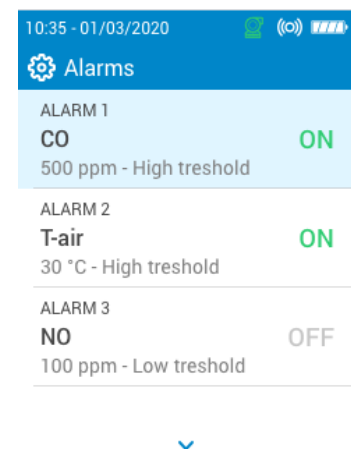 10:35 - 01/03/2020
Alarms
ALARM 1
CO ON
500 ppm - High treshold
ALARM 2
T-air ON
30 °C - High treshold
ALARM 3
NO OFF
100 ppm - Low treshold